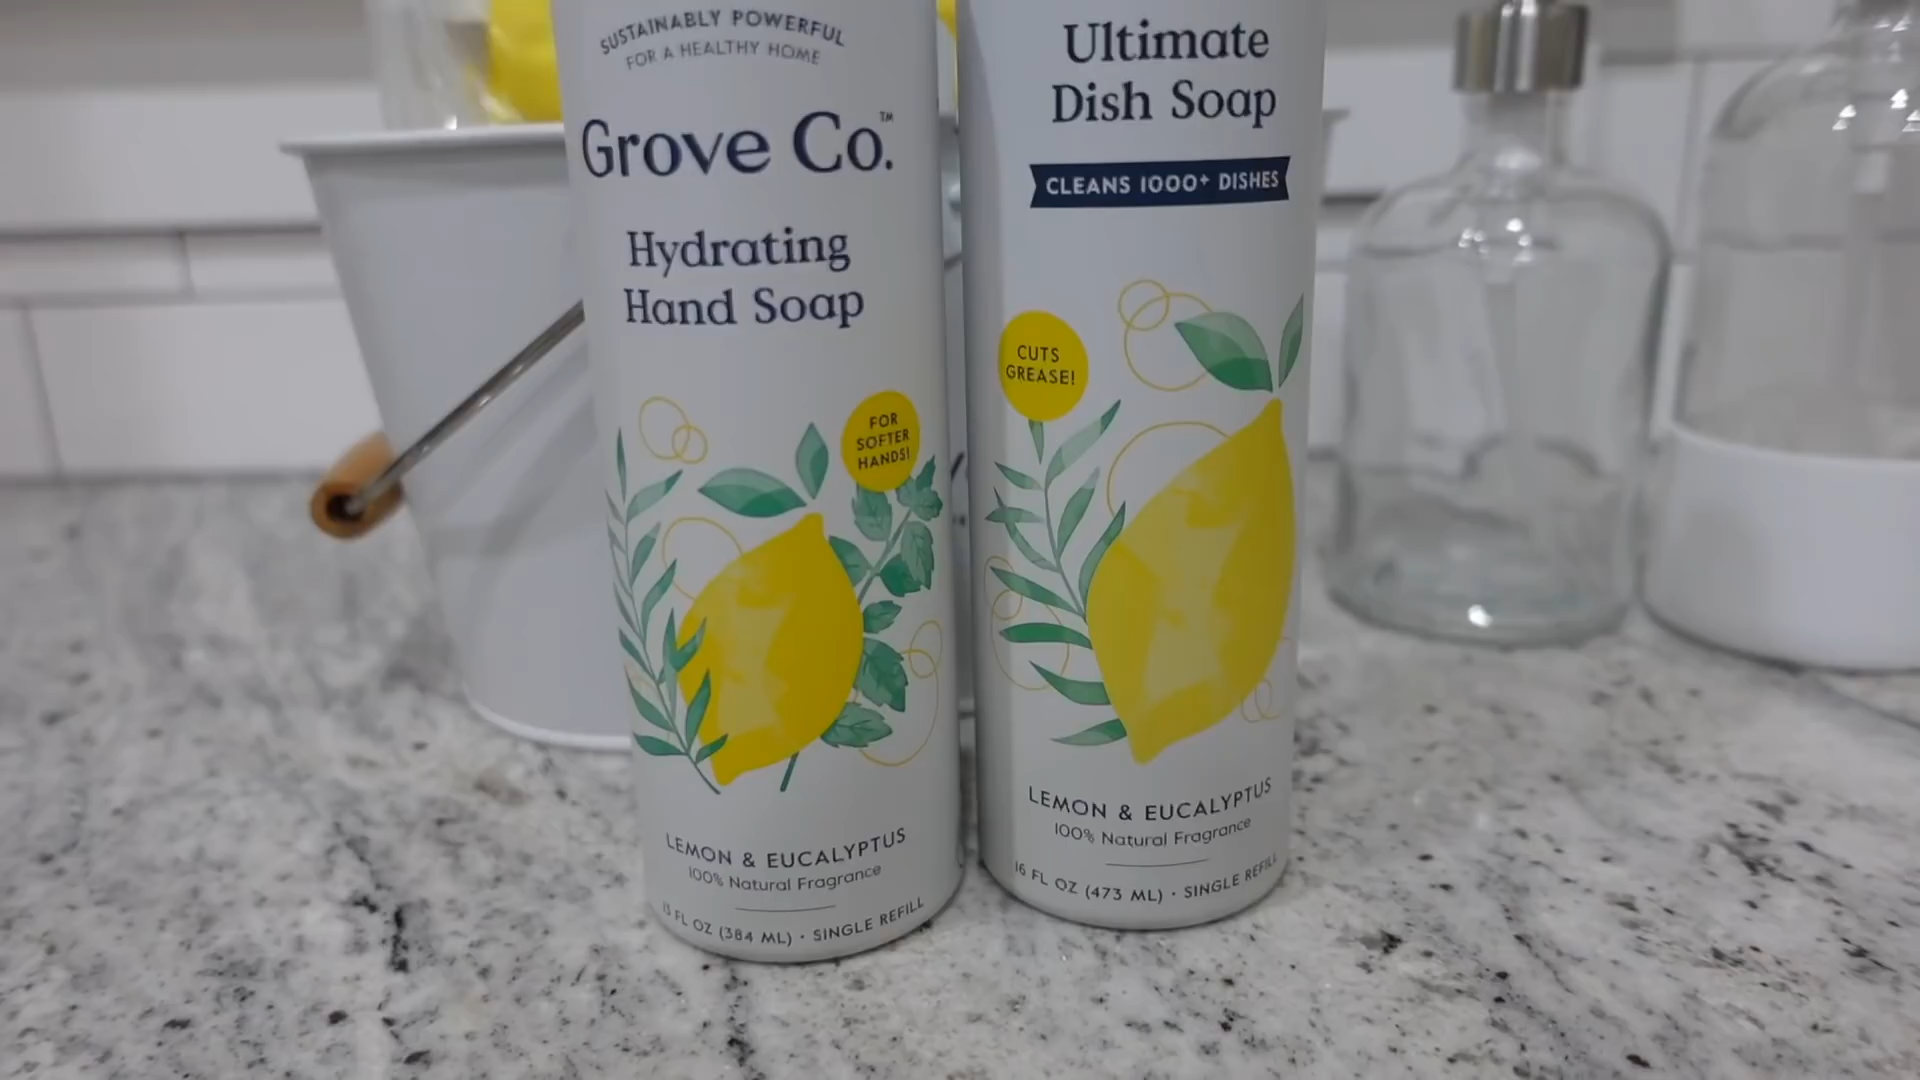 SUSTAINABLY POWERFUL
FOR A HEALTHY HOME
Grove Co.™
Hydrating
Hand Soap
FOR
SOFTER
HANDS!
LEMON & EUCALYPTUS
100% Natural Fragrance
13 FL OZ (384 ML) · SINGLE REFILL
Ultimate
Dish Soap
CLEANS 1000+ DISHES
CUTS
GREASE!
LEMON & EUCALYPTUS
100% Natural Fragrance
16 FL OZ (473 ML) · SINGLE REFILL